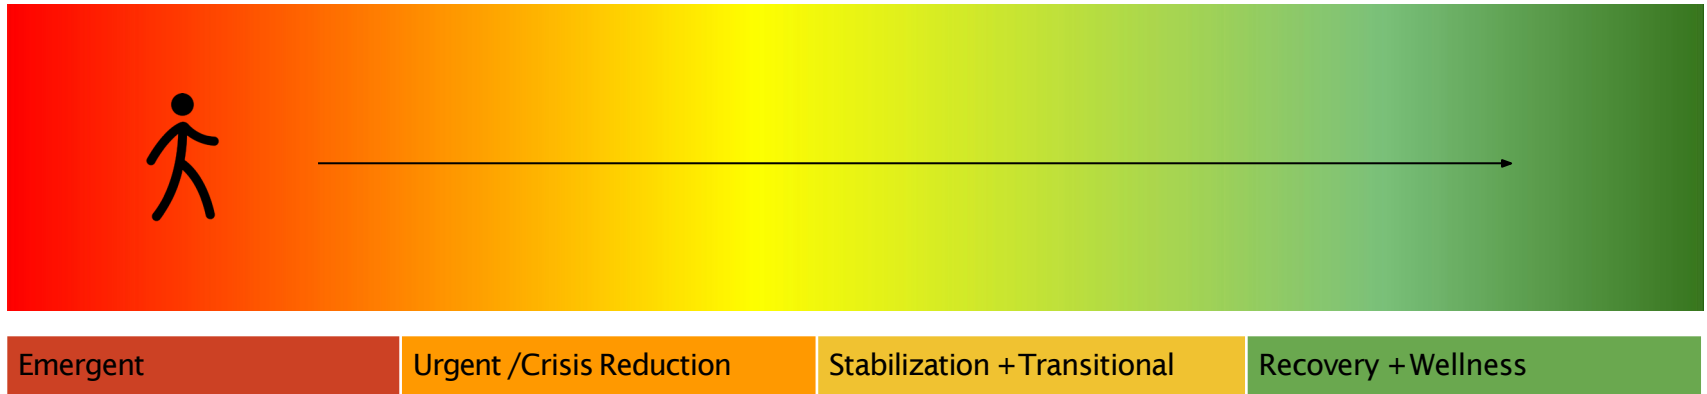 Emergent
Urgent /Crisis Reduction
Stabilization +Transitional
Recovery +Wellness